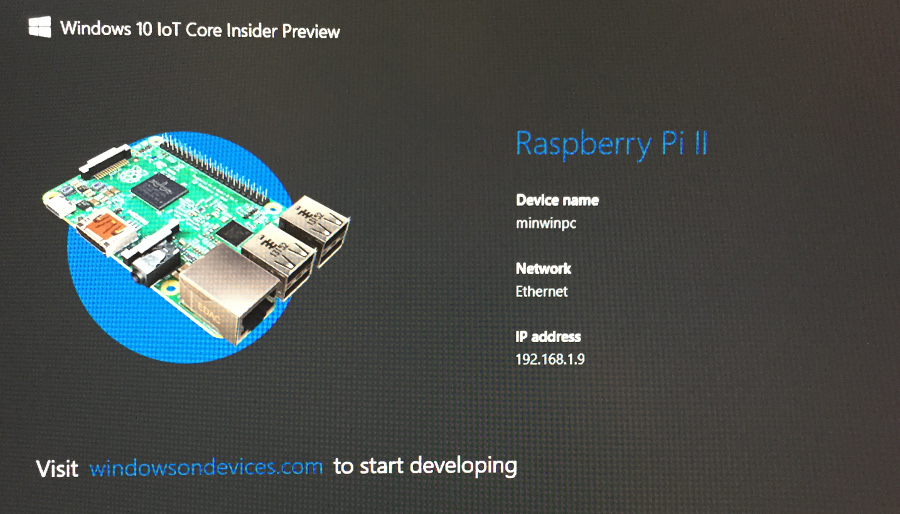 Windows 10 IoT Core Insider Preview
Raspberry Pi II
Device name
minwinpc
Network
Ethernet
IP address
192.168.1.9
EDAC
Visit windowsondevices.com to start developing